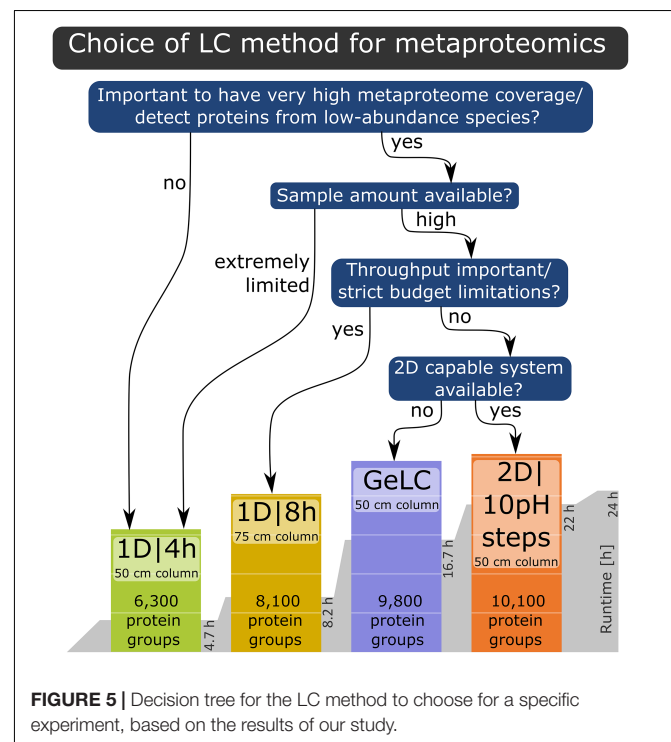 Choice of LC method for metaproteomics
Important to have very high metaproteome coverage/
detect proteins from low-abundance species?
yes
no
Sample amount available?
high
extremely
limited
Throughput important/
strict budget limitations?
yes
no
2D capable system
available?
no
yes
1D|4h
50 cm column
6,300
protein
groups
4.7 h
1D|8h
75 cm column
8,100
protein
groups
8.2 h
GeLC
50 cm column
9,800
protein
groups
16.7 h
2D|
10pH
steps
50 cm column
10,100
protein
groups
22 h
24 h
Runtime [h]
FIGURE 5 | Decision tree for the LC method to choose for a specific
experiment, based on the results of our study.